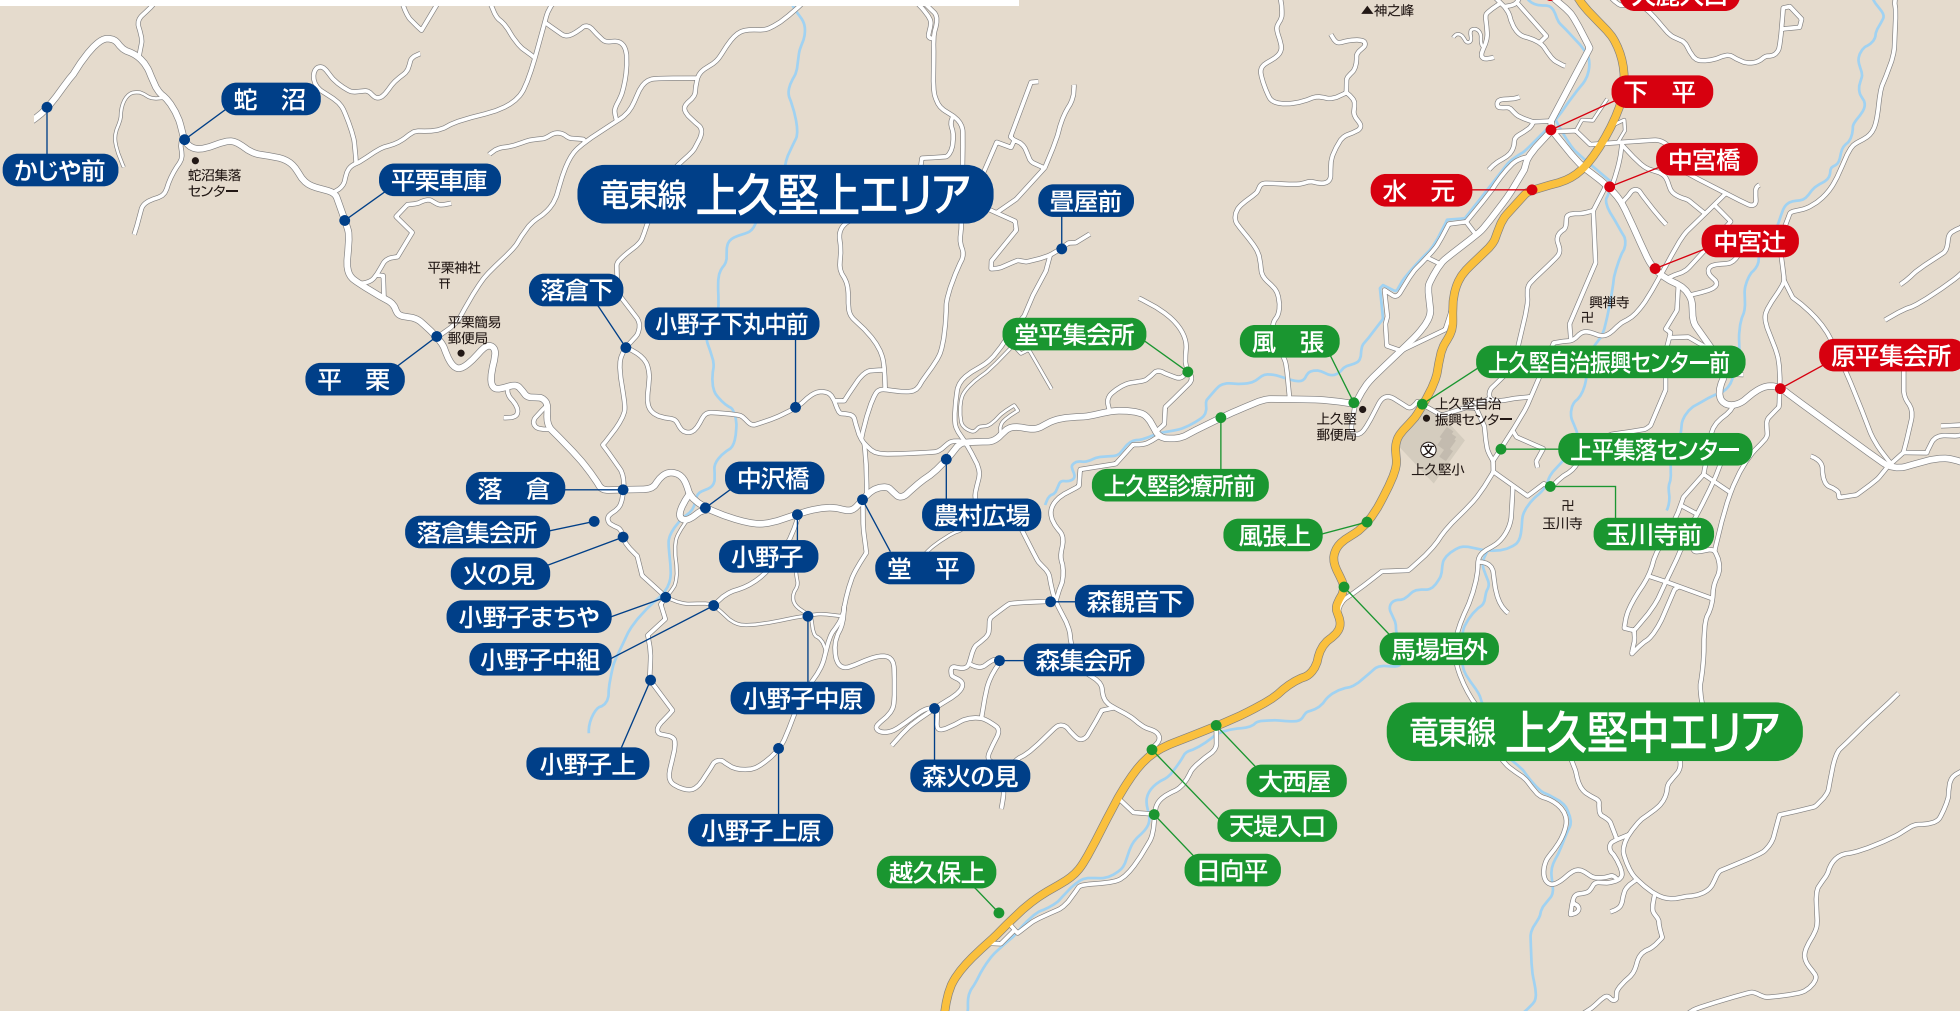 ▲神之峰
大鹿入口
蛇　沼
下　平
かじや前
蛇沼集落
センター
平栗車庫
竜東線 上久堅上エリア
畳屋前
中宮橋
水　元
中宮辻
平栗神社
落倉下
小野子下丸中前
興禅寺
卍
平栗簡易
郵便局
堂平集会所
風　張
上久堅自治振興センター前
原平集会所
平　栗
上久堅
郵便局
上久堅自治
振興センター
文
上久堅小
上平集落センター
落　倉
中沢橋
上久堅診療所前
卍
玉川寺
玉川寺前
落倉集会所
農村広場
風張上
火の見
小野子
堂　平
小野子まちや
森観音下
馬場垣外
小野子中組
森集会所
小野子中原
竜東線 上久堅中エリア
小野子上
森火の見
大西屋
小野子上原
天堤入口
越久保上
日向平